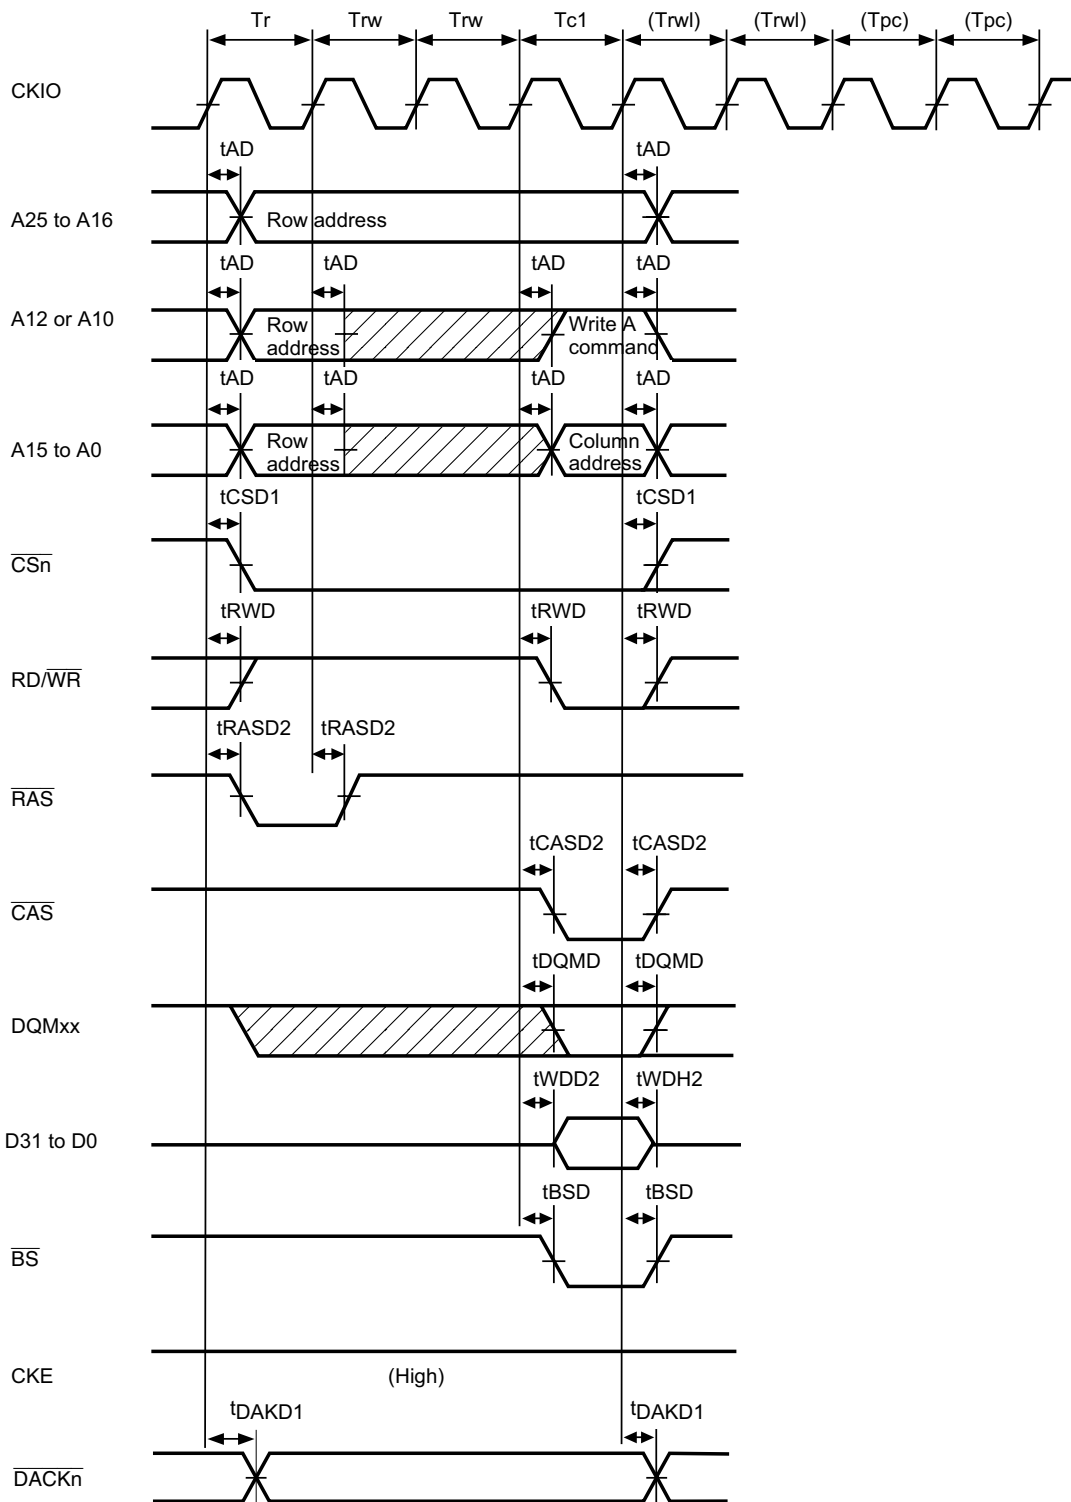 Tr Trw Trw Tc1 (Trwl) (Trwl) (Tpc) (Tpc)
CKIO
tAD tAD
A25 to A16 Row address
tAD tAD tAD tAD
A12 or A10 Row address Write A command
tAD tAD tAD tAD
A15 to A0 Row address Column address
tCSD1 tCSD1
CSn
tRWD tRWD tRWD
RD/WR
tRASD2 tRASD2
RAS
tCASD2 tCASD2
CAS
tDQMD tDQMD
DQMxx
tWDD2 tWDH2
D31 to D0
tBSD tBSD
BS
CKE (High)
tDAKD1 tDAKD1
DACKn